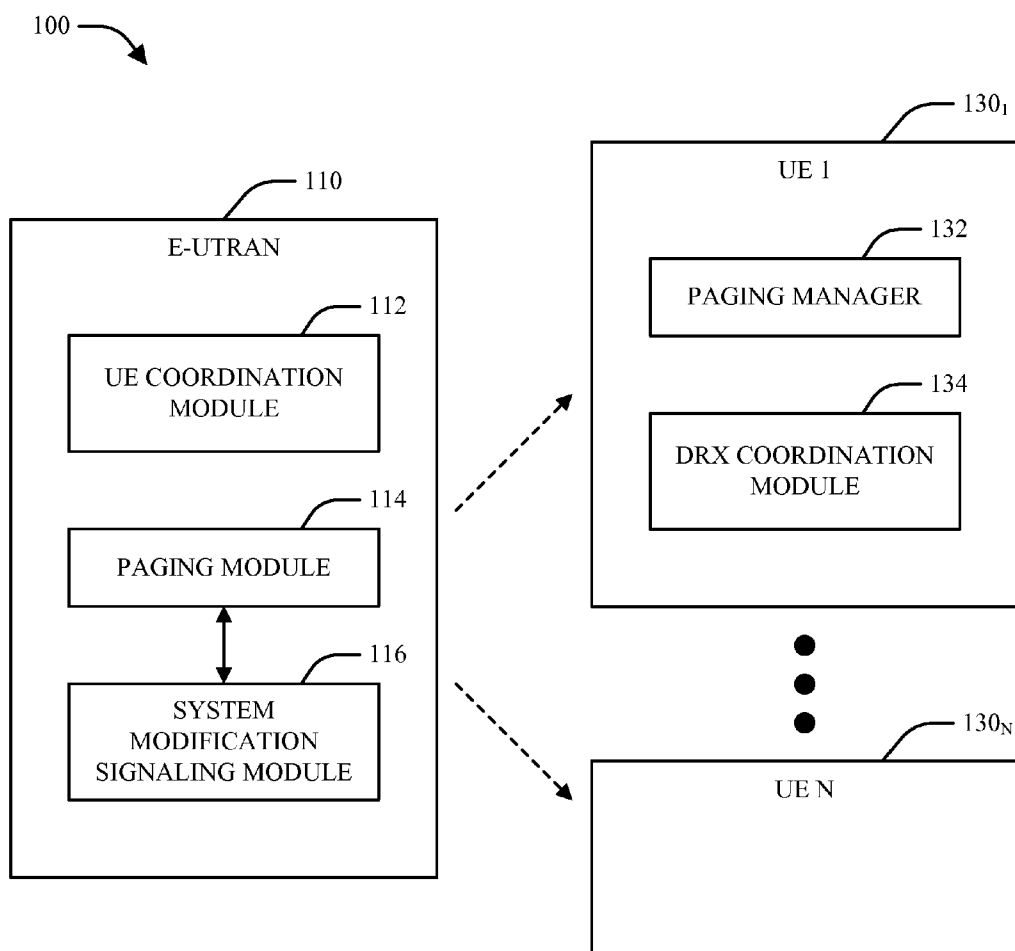 100
110
E-UTRAN
112
UE COORDINATION
MODULE
114
PAGING MODULE
116
SYSTEM
MODIFICATION
SIGNALING MODULE
130₁
UE 1
132
PAGING MANAGER
134
DRX COORDINATION
MODULE
130N
UE N